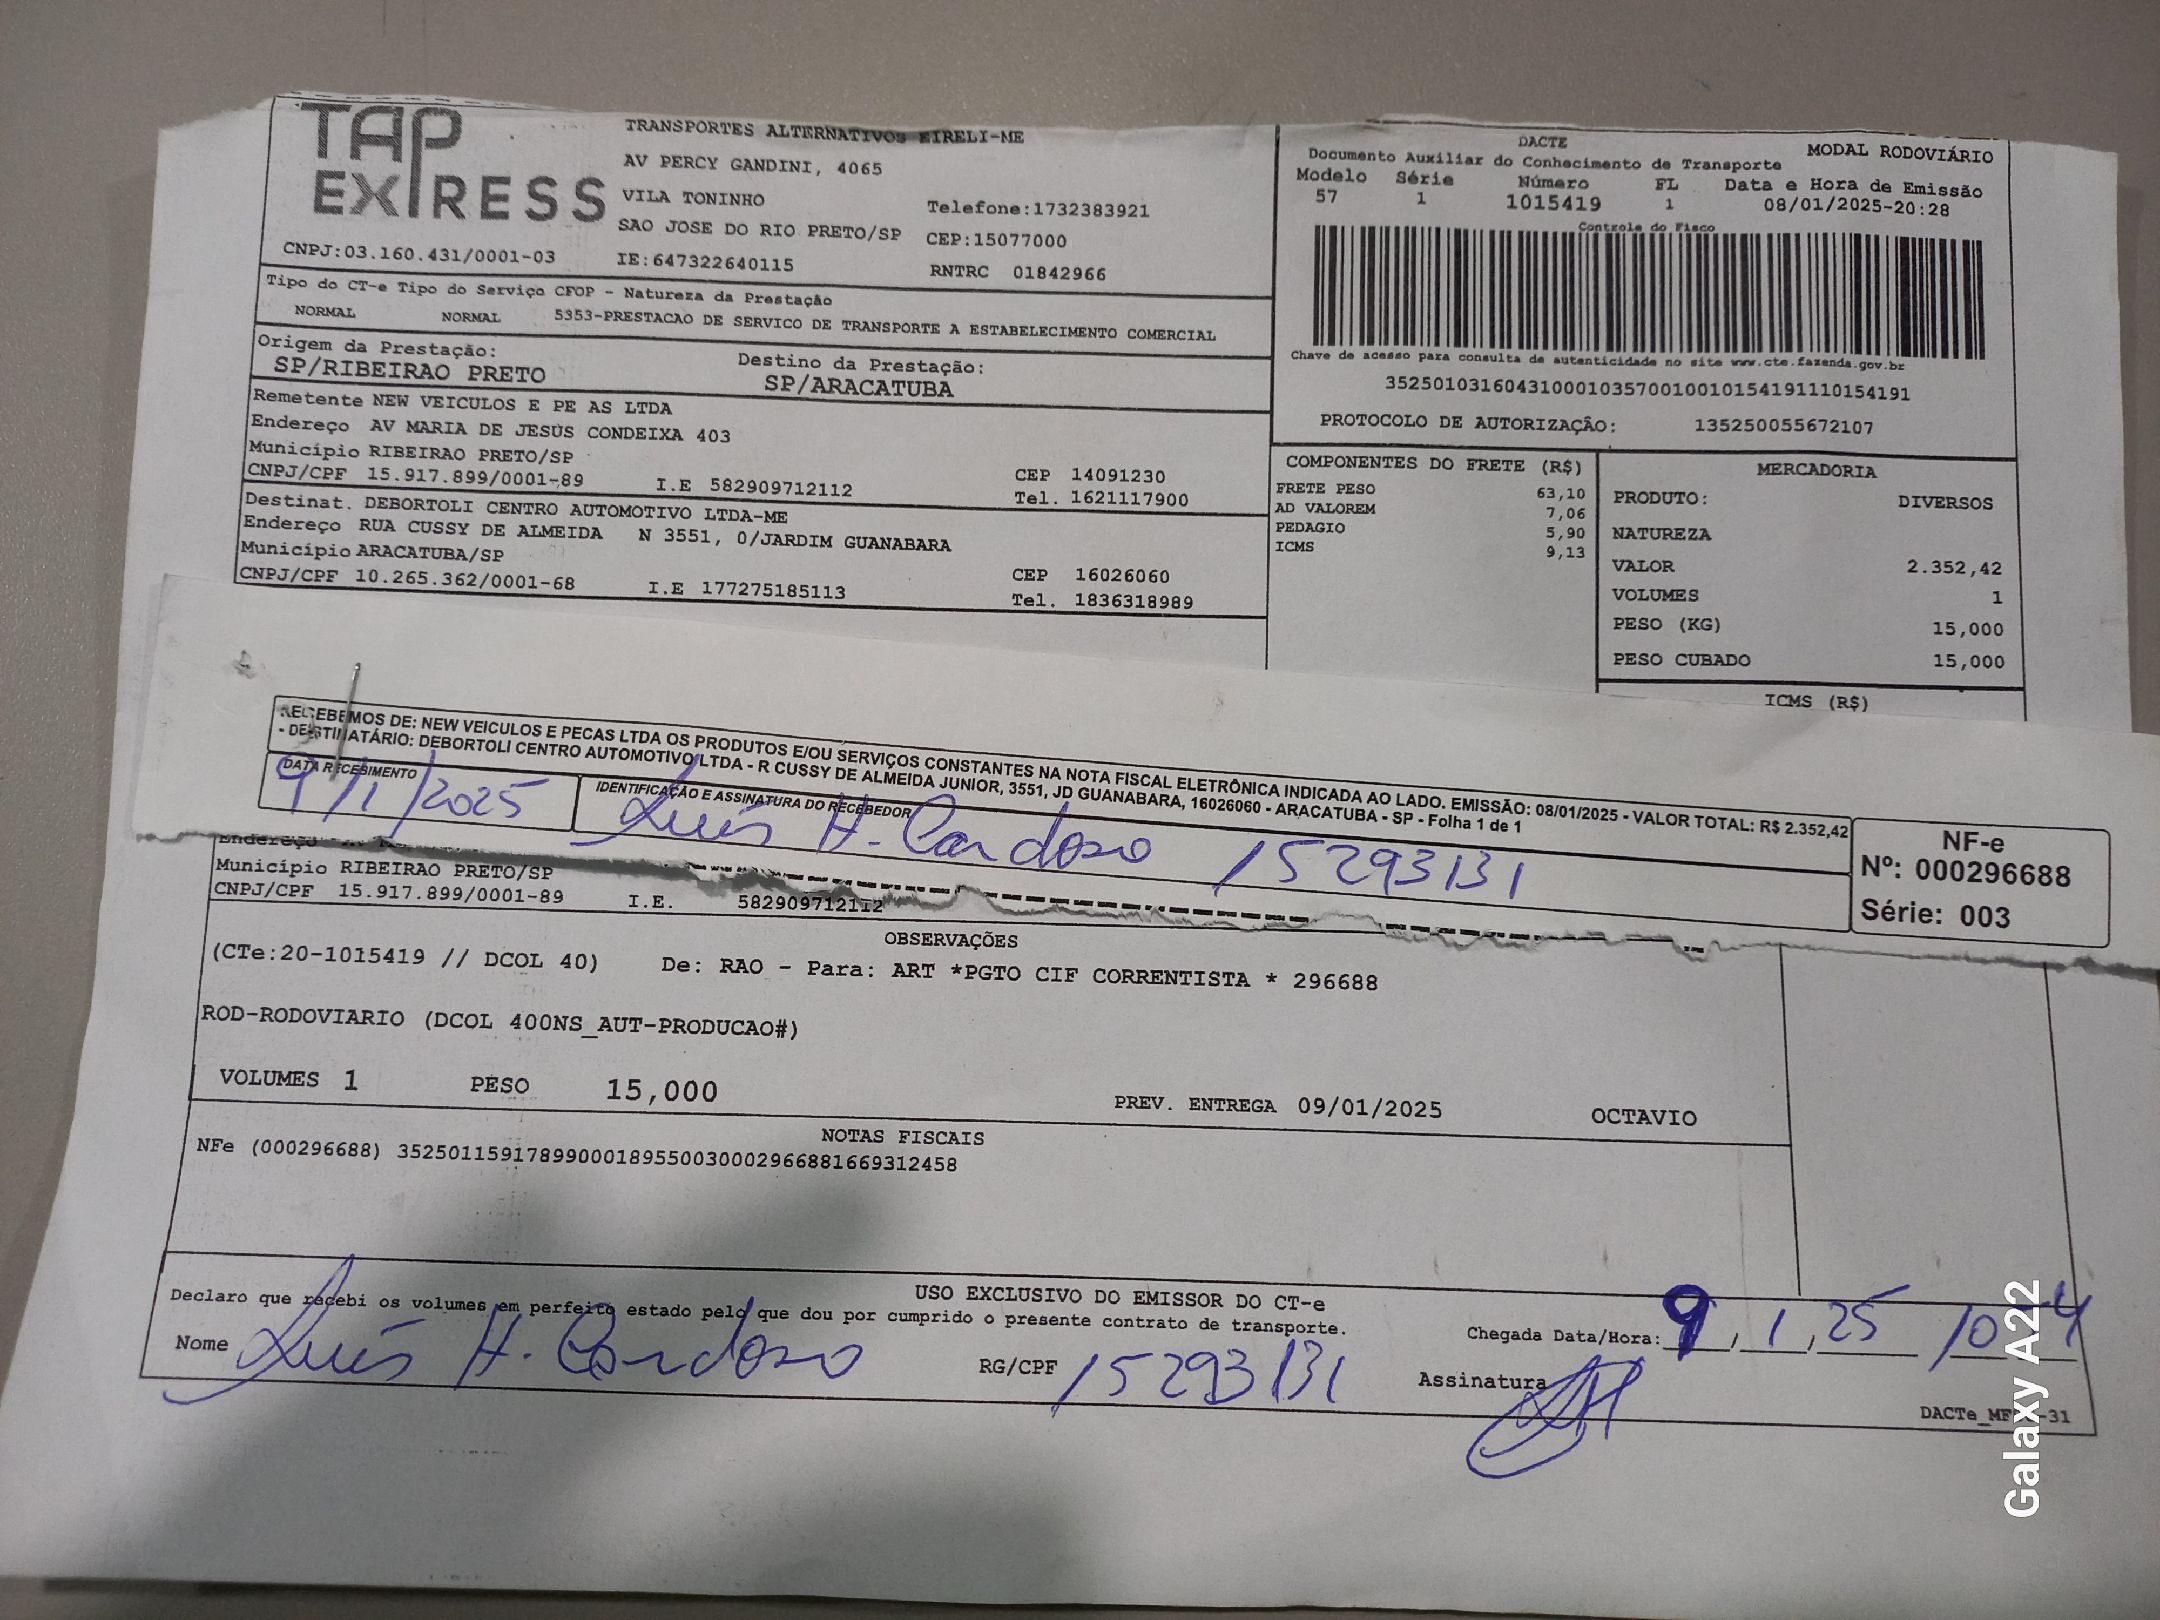 TAP EXPRESS
TRANSPORTES ALTERNATIVOS EIRELI-ME
AV PERCY GANDINI, 4065
VILA TONINHO
Telefone:1732383921
SAO JOSE DO RIO PRETO/SP CEP:15077000
CNPJ:03.160.431/0001-03 IE:647322640115 RNTRC 01842966
DACTE
Documento Auxiliar do Conhecimento de Transporte
MODAL RODOVIÁRIO
Modelo Série Número FL Data e Hora de Emissão
57 1 1015419 1 08/01/2025-20:28
Controle do Fisco
Chave de acesso para consulta de autenticidade no site www.cte.fazenda.gov.br
35250103160431000103570010010154191110154191
PROTOCOLO DE AUTORIZAÇÃO: 135250055672107
Tipo do CT-e Tipo do Serviço CFOP - Natureza da Prestação
NORMAL NORMAL 5353-PRESTACAO DE SERVICO DE TRANSPORTE A ESTABELECIMENTO COMERCIAL
Origem da Prestação: Destino da Prestação:
SP/RIBEIRAO PRETO SP/ARACATUBA
Remetente NEW VEICULOS E PE AS LTDA
Endereço AV MARIA DE JESUS CONDEIXA 403
Município RIBEIRAO PRETO/SP CEP 14091230
CNPJ/CPF 15.917.899/0001-89 I.E 582909712112 Tel. 1621117900
Destinat. DEBORTOLI CENTRO AUTOMOTIVO LTDA-ME
Endereço RUA CUSSY DE ALMEIDA N 3551, 0/JARDIM GUANABARA
Município ARACATUBA/SP CEP 16026060
CNPJ/CPF 10.265.362/0001-68 I.E 177275185113 Tel. 1836318989
COMPONENTES DO FRETE (R$)
FRETE PESO 63,10
AD VALOREM 7,06
PEDAGIO 5,90
ICMS 9,13
MERCADORIA
PRODUTO: DIVERSOS
NATUREZA
VALOR 2.352,42
VOLUMES 1
PESO (KG) 15,000
PESO CUBADO 15,000
ICMS (R$)
RECEBEMOS DE: NEW VEICULOS E PECAS LTDA OS PRODUTOS E/OU SERVIÇOS CONSTANTES NA NOTA FISCAL ELETRÔNICA INDICADA AO LADO. EMISSÃO: 08/01/2025 - VALOR TOTAL: R$ 2.352,42
- DESTINATÁRIO: DEBORTOLI CENTRO AUTOMOTIVO LTDA - R CUSSY DE ALMEIDA JUNIOR, 3551, JD GUANABARA, 16026060 - ARACATUBA - SP - Folha 1 de 1
DATA RECEBIMENTO IDENTIFICAÇÃO E ASSINATURA DO RECEBEDOR
9/1/2025 Luís H. Cardoso 15293131
NF-e
Nº: 000296688
Série: 003
Endereço
Município RIBEIRAO PRETO/SP
CNPJ/CPF 15.917.899/0001-89 I.E. 582909712112
OBSERVAÇÕES
(CTe:20-1015419 // DCOL 40) De: RAO - Para: ART *PGTO CIF CORRENTISTA * 296688
ROD-RODOVIARIO (DCOL 400NS_AUT-PRODUCAO#)
VOLUMES 1 PESO 15,000 PREV. ENTREGA 09/01/2025 OCTAVIO
NOTAS FISCAIS
NFe (000296688) 35250115917899000189550030002966881669312458
USO EXCLUSIVO DO EMISSOR DO CT-e
Declaro que recebi os volumes em perfeito estado pelo que dou por cumprido o presente contrato de transporte.
Nome Luís H. Cardoso RG/CPF 15293131
Chegada Data/Hora: 9, 1, 25
Assinatura
Galaxy A22